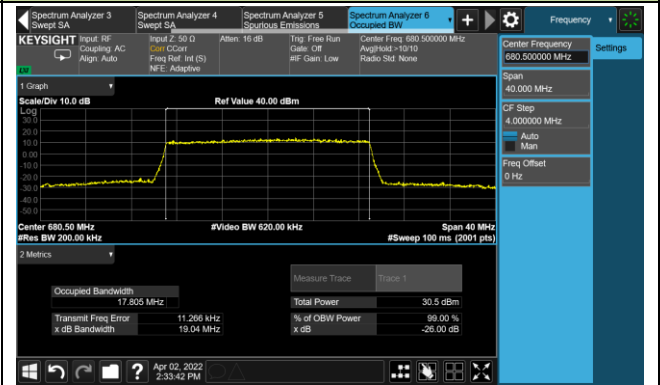 Spectrum Analyzer 3
Swept SA
Spectrum Analyzer 4
Swept SA
Spectrum Analyzer 5
Spurious Emissions
Spectrum Analyzer 6
Occupied BW
Frequency
KEYSIGHT
Input: RF
Coupling: AC
Align: Auto
Input Z: 50 Ω
Corr CCorr
Freq Ref: Int (S)
NFE: Adaptive
Atten: 16 dB
Trig: Free Run
Gate: Off
#IF Gain: Low
Center Freq: 680.500000 MHz
Avg|Hold:>10/10
Radio Std: None
Center Frequency
680.500000 MHz
Settings
Span
40.000 MHz
CF Step
4.000000 MHz
Auto
Man
Freq Offset
0 Hz
1 Graph
Scale/Div 10.0 dB
Ref Value 40.00 dBm
Log
30.0
20.0
10.0
0.00
-10.0
-20.0
-30.0
-40.0
-50.0
Center 680.50 MHz
#Video BW 620.00 kHz
Span 40 MHz
#Res BW 200.00 kHz
#Sweep 100 ms (2001 pts)
2 Metrics
Measure Trace
Trace 1
Occupied Bandwidth
17.805 MHz
Total Power
30.5 dBm
Transmit Freq Error
11.266 kHz
% of OBW Power
99.00 %
x dB Bandwidth
19.04 MHz
x dB
-26.00 dB
Apr 02, 2022
2:33:42 PM